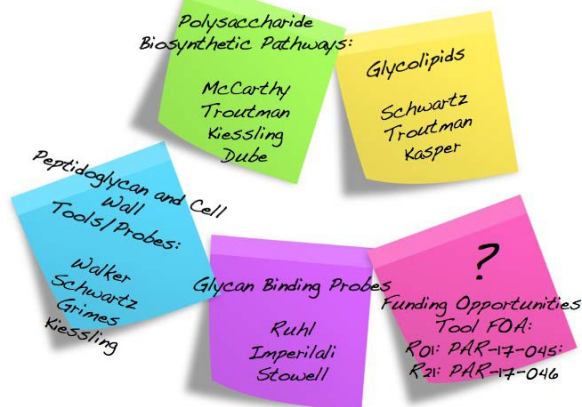 Polysaccharide
Biosynthetic Pathways:
McCarthy
Troutman
Kiessling
Dube
Glycolipids
Schwartz
Troutman
Kasper
Peptidoglycan and Cell
Wall
Tools/Probes:
Walker
Schwartz
Grimes
Kiessling
Glycan Binding Probes
Ruhl
Imperilali
Stowell
?
Funding Opportunities
Tool FOA:
R01: PAR-17-045:
R21: PAR-17-046